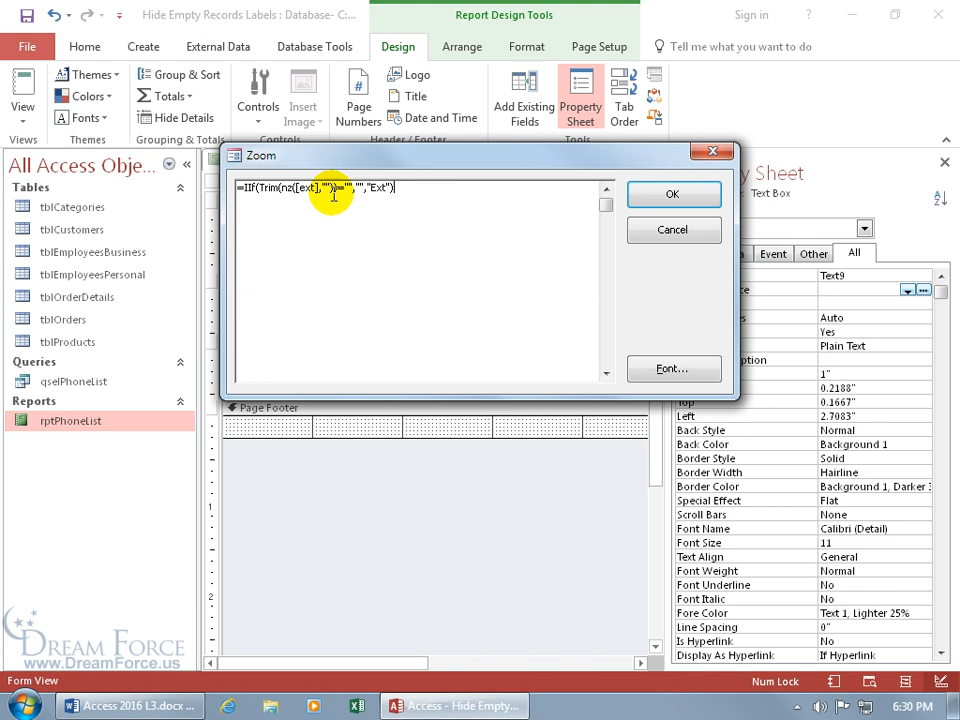 Hide Empty Records Labels : Database- C:...
Report Design Tools
Sign in
?
File
Home
Create
External Data
Database Tools
Design
Arrange
Format
Page Setup
Tell me what you want to do
View
Views
Themes
Colors
Fonts
Themes
Group & Sort
Totals
Hide Details
Grouping & Totals
Controls
Insert
Image
Page
Numbers
Logo
Title
Date and Time
Header / Footer
Add Existing
Fields
Property
Sheet
Tab
Order
Tools
All Access Obje...
Tables
tblCategories
tblCustomers
tblEmployeesBusiness
tblEmployeesPersonal
tblOrderDetails
tblOrders
tblProducts
Queries
qselPhoneList
Reports
rptPhoneList
Zoom
=IIf(Trim(nz([ext],""))="","","Ext")
OK
Cancel
Font...
Page Footer
1
2
y Sheet
Text Box
a
Event
Other
All
Text9
ce
es Auto
Yes
Plain Text
ption
1"
0.2188"
Top 0.1667"
Left 2.7083"
Back Style Normal
Back Color Background 1
Border Style Solid
Border Width Hairline
Border Color Background 1, Darker 3
Special Effect Flat
Scroll Bars None
Font Name Calibri (Detail)
Font Size 11
Text Align General
Font Weight Normal
Font Underline No
Font Italic No
Fore Color Text 1, Lighter 25%
Line Spacing 0"
Is Hyperlink No
Display As Hyperlink If Hyperlink
DREAM FORCE
www.DreamForce.us
Form View
Num Lock
Access 2016 L3.docx ...
Access - Hide Empty...
6:30 PM